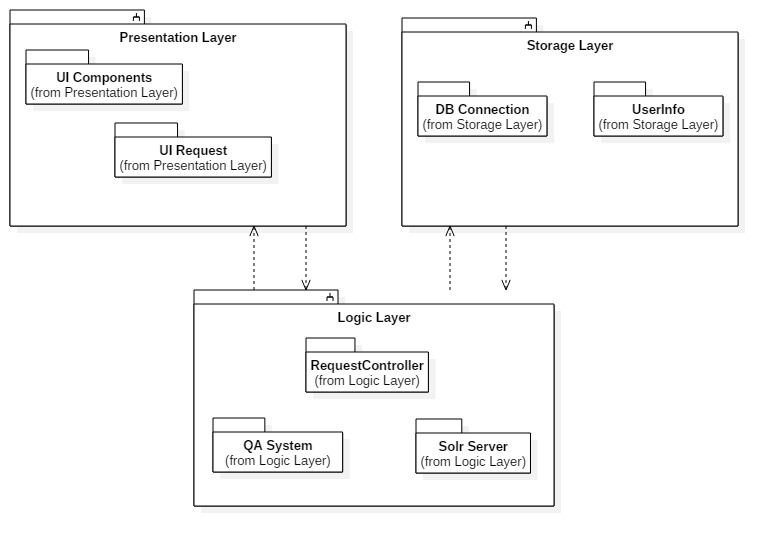 Presentation Layer
UI Components
(from Presentation Layer)
UI Request
(from Presentation Layer)
Storage Layer
DB Connection
(from Storage Layer)
UserInfo
(from Storage Layer)
Logic Layer
RequestController
(from Logic Layer)
QA System
(from Logic Layer)
Solr Server
(from Logic Layer)